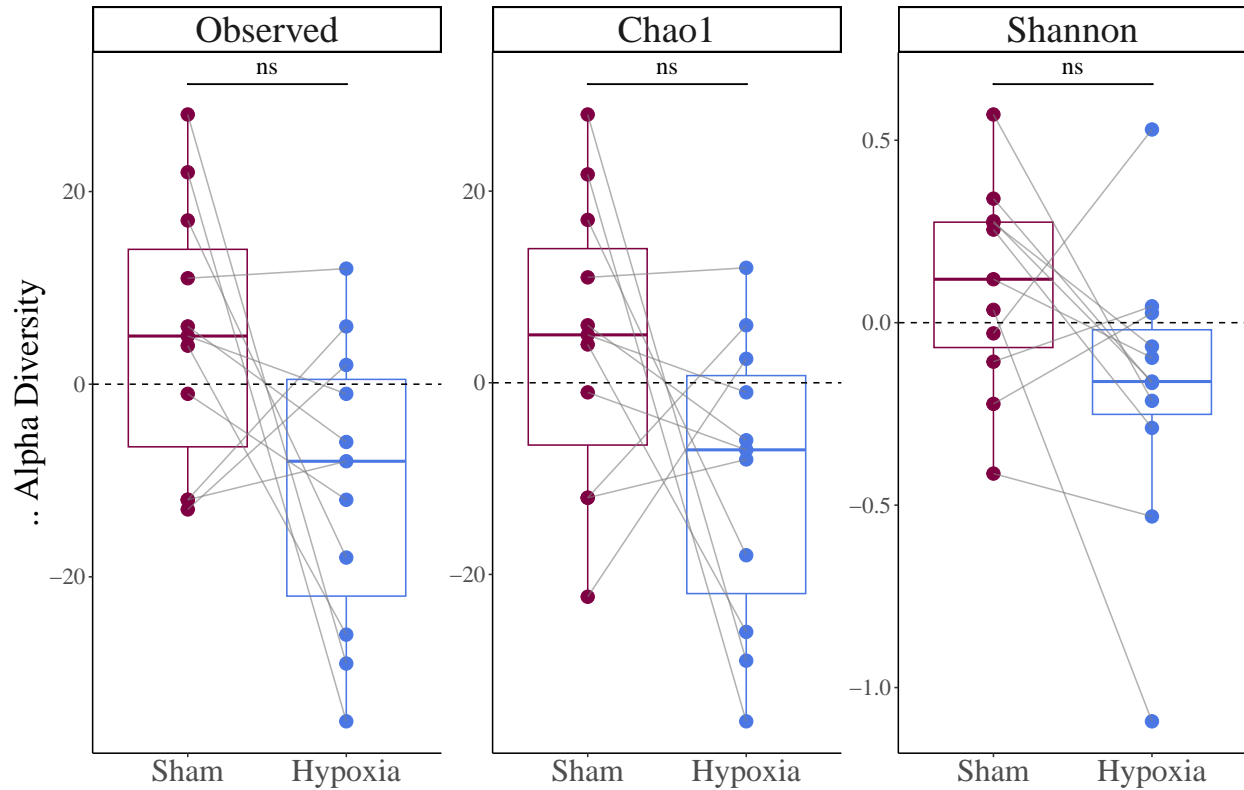 Observed
Chao1
Shannon
ns
ns
ns
.. Alpha Diversity
20
0
−20
20
0
−20
0.5
0.0
−0.5
−1.0
Sham
Hypoxia
Sham
Hypoxia
Sham
Hypoxia